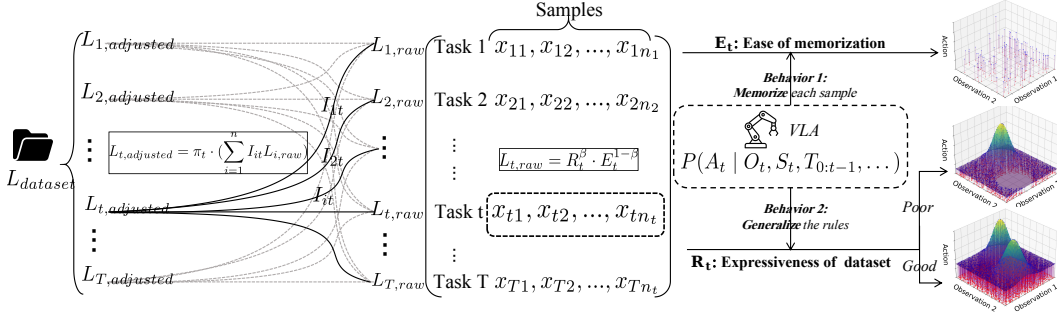 Samples
L_{1,adjusted}
L_{2,adjusted}
L_{t,adjusted}
L_{T,adjusted}
L_{dataset}
L_{t,adjusted} = π_t · (∑_{i=1}^{n} I_{it} L_{i,raw})
I_{1t}
I_{2t}
I_{it}
L_{1,raw}
L_{2,raw}
L_{t,raw}
L_{T,raw}
Task 1 x_{11}, x_{12}, ..., x_{1n_1}
Task 2 x_{21}, x_{22}, ..., x_{2n_2}
L_{t,raw} = R_t^β · E_t^{1-β}
Task t x_{t1}, x_{t2}, ..., x_{tn_t}
Task T x_{T1}, x_{T2}, ..., x_{Tn_t}
E_t: Ease of memorization
Behavior 1:
Memorize each sample
VLA
P(A_t | O_t, S_t, T_{0:t-1}, ...)
Behavior 2:
Generalize the rules
R_t: Expressiveness of dataset
Poor
Good
Action
Observation 2
Observation 1
Action
Observation 2
Observation 1
Action
Observation 2
Observation 1